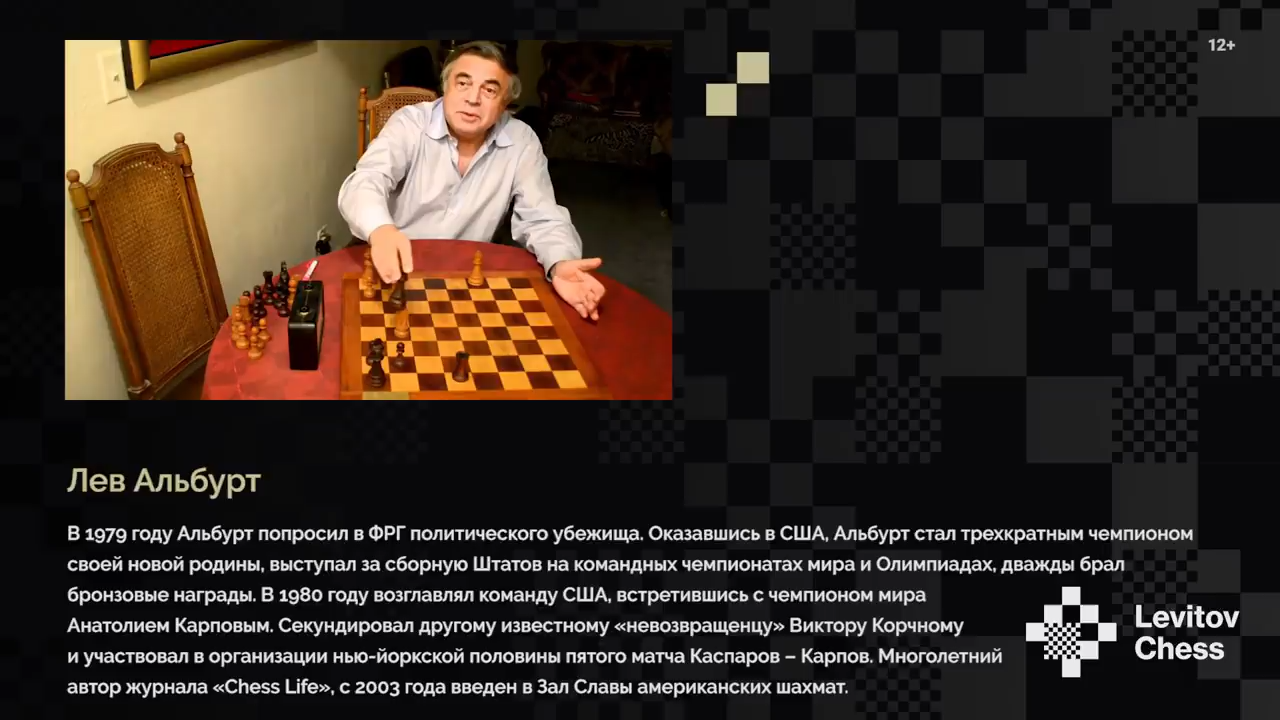 12+
Лев Альбурт
В 1979 году Альбурт попросил в ФРГ политического убежища. Оказавшись в США, Альбурт стал трехкратным чемпионом
своей новой родины, выступал за сборную Штатов на командных чемпионатах мира и Олимпиадах, дважды брал
бронзовые награды. В 1980 году возглавлял команду США, встретившись с чемпионом мира
Анатолием Карповым. Секундировал другому известному «невозвращенцу» Виктору Корчному
и участвовал в организации нью-йоркской половины пятого матча Каспаров – Карпов. Многолетний
автор журнала «Chess Life», с 2003 года введен в Зал Славы американских шахмат.
Levitov
Chess